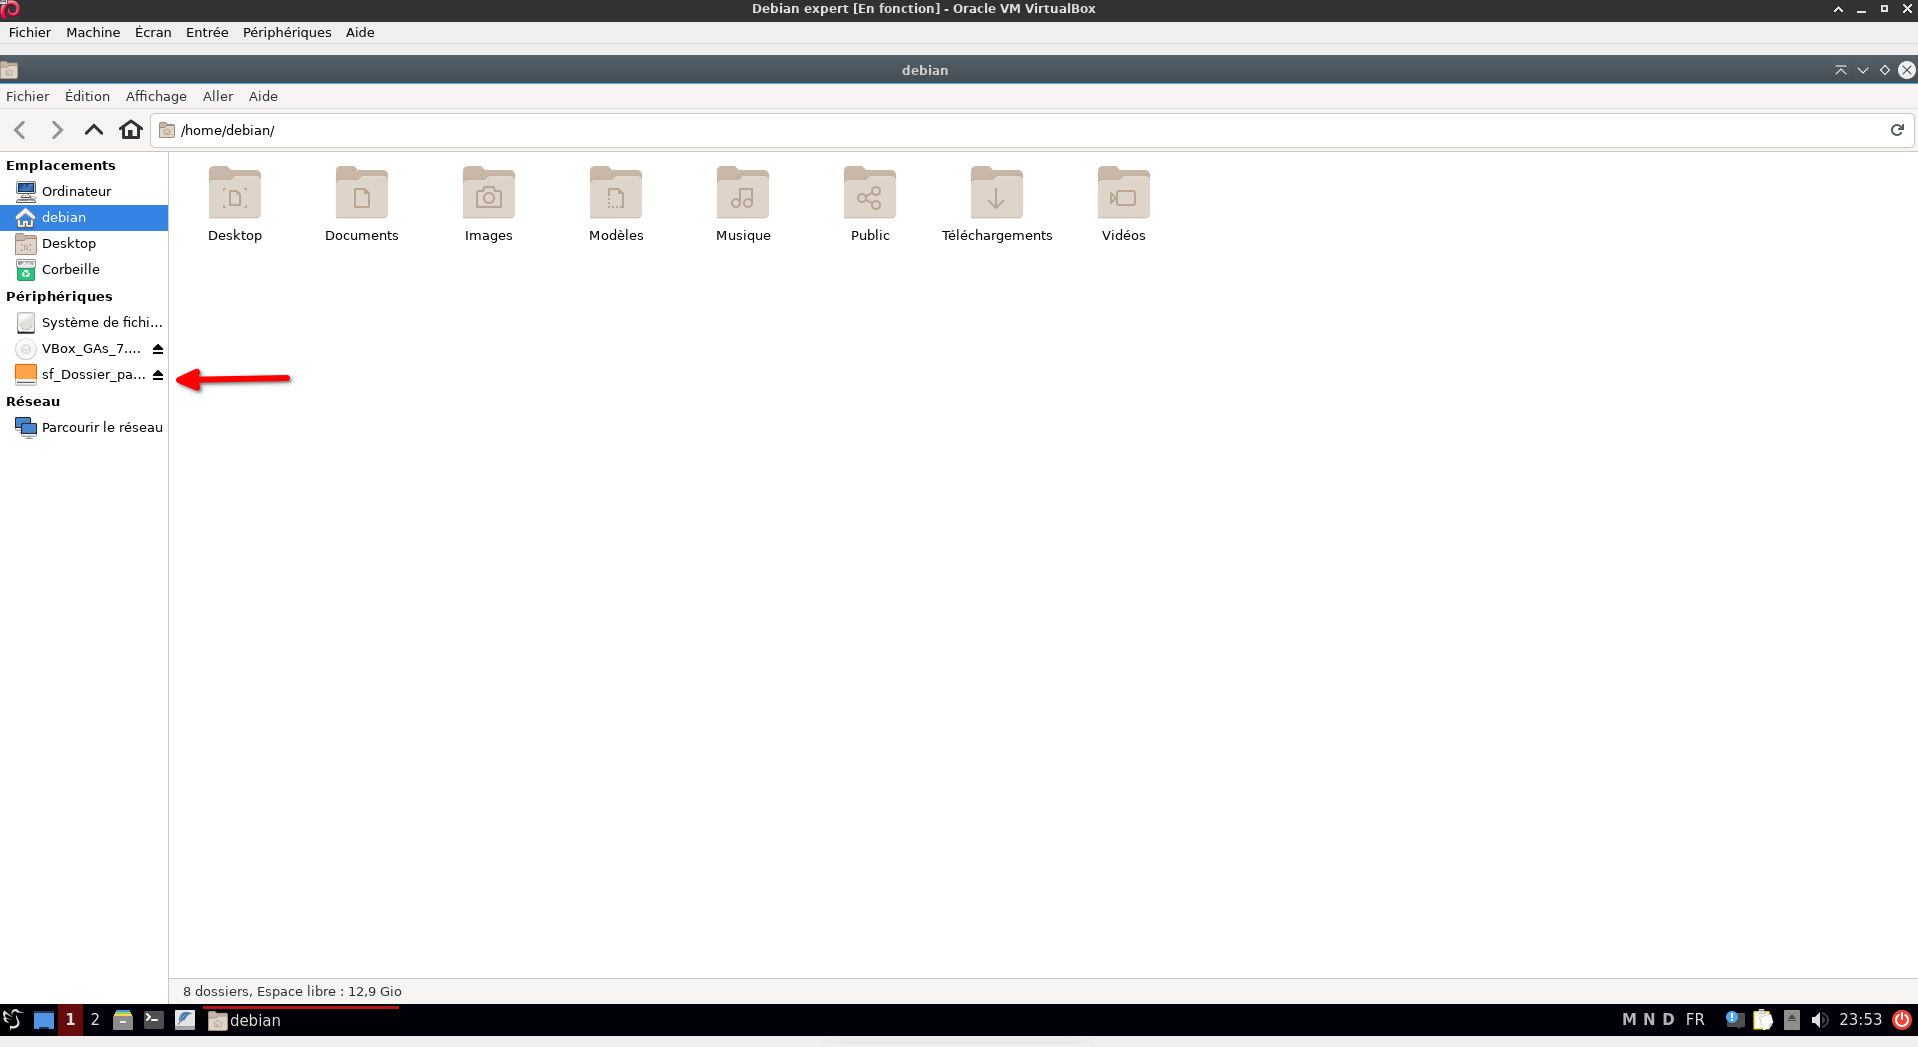 Debian expert [En fonction] - Oracle VM VirtualBox
Fichier Machine Écran Entrée Périphériques Aide
debian
Fichier Édition Affichage Aller Aide
/home/debian/
Emplacements
Ordinateur
debian
Desktop
Corbeille
Périphériques
Système de fichi...
VBox_GAs_7....
sf_Dossier_pa...
Réseau
Parcourir le réseau
Desktop Documents Images Modèles Musique Public Téléchargements Vidéos
8 dossiers, Espace libre : 12,9 Gio
1 2 debian M N D FR 23:53